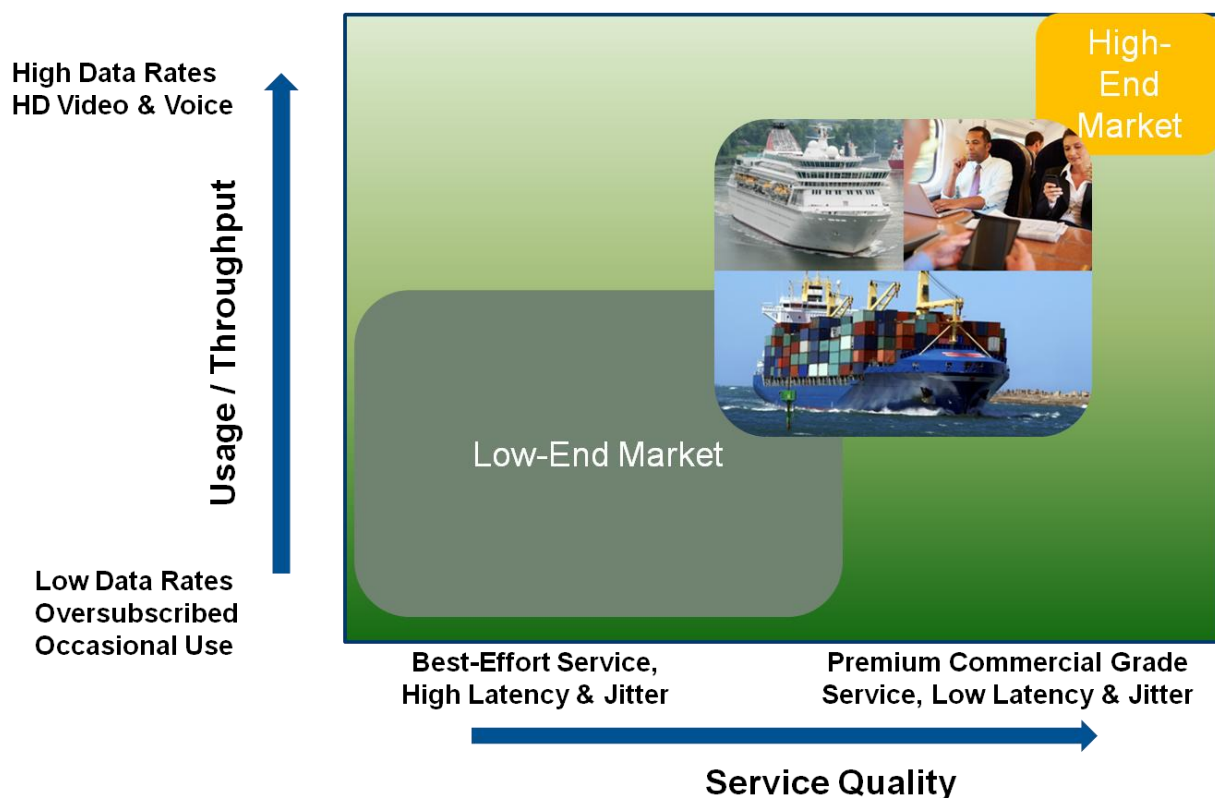 High-
End
Market
High Data Rates
HD Video & Voice
Usage / Throughput
Low-End Market
Low Data Rates
Oversubscribed
Occasional Use
Best-Effort Service,
High Latency & Jitter
Premium Commercial Grade
Service, Low Latency & Jitter
Service Quality